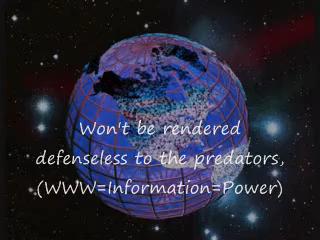 Won't be rendered
defenseless to the predators,
(WWW=Information=Power)